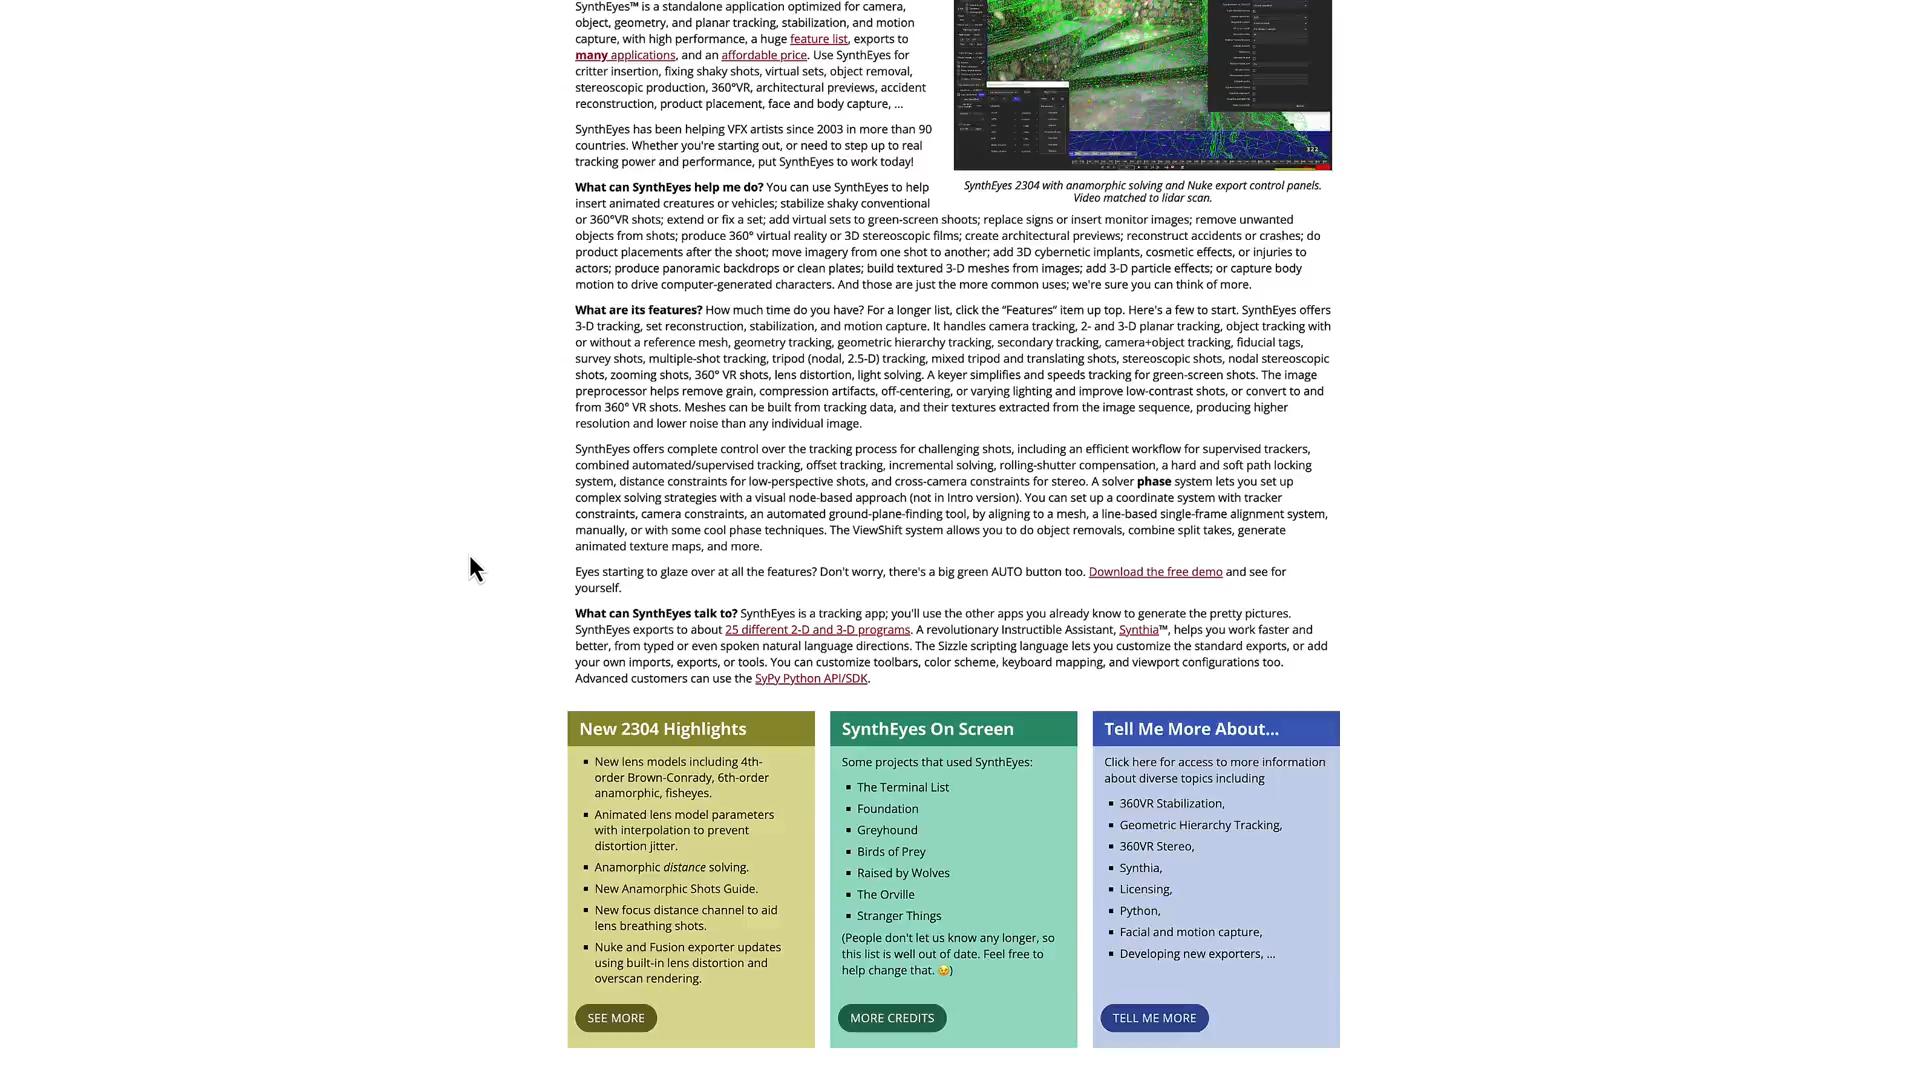 SynthEyes™ is a standalone application optimized for camera,
object, geometry, and planar tracking, stabilization, and motion
capture, with high performance, a huge feature list, exports to
many applications, and an affordable price. Use SynthEyes for
critter insertion, fixing shaky shots, virtual sets, object removal,
stereoscopic production, 360°VR, architectural previews, accident
reconstruction, product placement, face and body capture, ...
SynthEyes has been helping VFX artists since 2003 in more than 90
countries. Whether you're starting out, or need to step up to real
tracking power and performance, put SynthEyes to work today!
322
SynthEyes 2304 with anamorphic solving and Nuke export control panels.
Video matched to lidar scan.
What can SynthEyes help me do? You can use SynthEyes to help
insert animated creatures or vehicles; stabilize shaky conventional
or 360°VR shots; extend or fix a set; add virtual sets to green-screen shoots; replace signs or insert monitor images; remove unwanted
objects from shots; produce 360° virtual reality or 3D stereoscopic films; create architectural previews; reconstruct accidents or crashes; do
product placements after the shoot; move imagery from one shot to another; add 3D cybernetic implants, cosmetic effects, or injuries to
actors; produce panoramic backdrops or clean plates; build textured 3-D meshes from images; add 3-D particle effects; or capture body
motion to drive computer-generated characters. And those are just the more common uses; we're sure you can think of more.
What are its features? How much time do you have? For a longer list, click the “Features” item up top. Here's a few to start. SynthEyes offers
3-D tracking, set reconstruction, stabilization, and motion capture. It handles camera tracking, 2- and 3-D planar tracking, object tracking with
or without a reference mesh, geometry tracking, geometric hierarchy tracking, secondary tracking, camera+object tracking, fiducial tags,
survey shots, multiple-shot tracking, tripod (nodal, 2.5-D) tracking, mixed tripod and translating shots, stereoscopic shots, nodal stereoscopic
shots, zooming shots, 360° VR shots, lens distortion, light solving. A keyer simplifies and speeds tracking for green-screen shots. The image
preprocessor helps remove grain, compression artifacts, off-centering, or varying lighting and improve low-contrast shots, or convert to and
from 360° VR shots. Meshes can be built from tracking data, and their textures extracted from the image sequence, producing higher
resolution and lower noise than any individual image.
SynthEyes offers complete control over the tracking process for challenging shots, including an efficient workflow for supervised trackers,
combined automated/supervised tracking, offset tracking, incremental solving, rolling-shutter compensation, a hard and soft path locking
system, distance constraints for low-perspective shots, and cross-camera constraints for stereo. A solver phase system lets you set up
complex solving strategies with a visual node-based approach (not in Intro version). You can set up a coordinate system with tracker
constraints, camera constraints, an automated ground-plane-finding tool, by aligning to a mesh, a line-based single-frame alignment system,
manually, or with some cool phase techniques. The ViewShift system allows you to do object removals, combine split takes, generate
animated texture maps, and more.
Eyes starting to glaze over at all the features? Don't worry, there's a big green AUTO button too. Download the free demo and see for
yourself.
What can SynthEyes talk to? SynthEyes is a tracking app; you'll use the other apps you already know to generate the pretty pictures.
SynthEyes exports to about 25 different 2-D and 3-D programs. A revolutionary Instructible Assistant, Synthia™, helps you work faster and
better, from typed or even spoken natural language directions. The Sizzle scripting language lets you customize the standard exports, or add
your own imports, exports, or tools. You can customize toolbars, color scheme, keyboard mapping, and viewport configurations too.
Advanced customers can use the SyPy Python API/SDK.
New 2304 Highlights
▪ New lens models including 4th-
order Brown-Conrady, 6th-order
anamorphic, fisheyes.
▪ Animated lens model parameters
with interpolation to prevent
distortion jitter.
▪ Anamorphic distance solving.
▪ New Anamorphic Shots Guide.
▪ New focus distance channel to aid
lens breathing shots.
▪ Nuke and Fusion exporter updates
using built-in lens distortion and
overscan rendering.
SEE MORE
SynthEyes On Screen
Some projects that used SynthEyes:
▪ The Terminal List
▪ Foundation
▪ Greyhound
▪ Birds of Prey
▪ Raised by Wolves
▪ The Orville
▪ Stranger Things
(People don't let us know any longer, so
this list is well out of date. Feel free to
help change that. 😉)
MORE CREDITS
Tell Me More About...
Click here for access to more information
about diverse topics including
▪ 360VR Stabilization,
▪ Geometric Hierarchy Tracking,
▪ 360VR Stereo,
▪ Synthia,
▪ Licensing,
▪ Python,
▪ Facial and motion capture,
▪ Developing new exporters, ...
TELL ME MORE